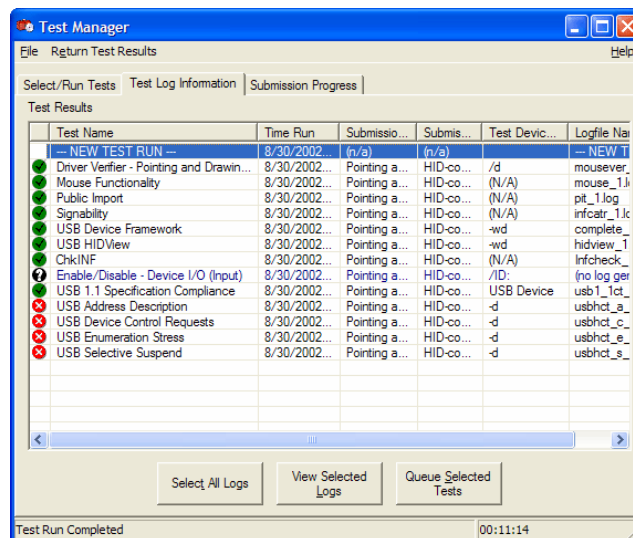 Test Manager
File Return Test Results Help
Select/Run Tests Test Log Information Submission Progress
Test Results
Test Name Time Run Submissio... Submis... Test Devic... Logfile Nar
--- NEW TEST RUN --- 8/30/2002... (n/a) (n/a) --- NEW T
Driver Verifier - Pointing and Drawin... 8/30/2002... Pointing a... HID-co... /d mousever_
Mouse Functionality 8/30/2002... Pointing a... HID-co... (N/A) mouse_1.lo
Public Import 8/30/2002... Pointing a... HID-co... (N/A) pit_1.log
Signability 8/30/2002... Pointing a... HID-co... (N/A) infcatr_1.log
USB Device Framework 8/30/2002... Pointing a... HID-co... -wd complete_
USB HIDView 8/30/2002... Pointing a... HID-co... -wd hidview_1
ChkINF 8/30/2002... Pointing a... HID-co... (N/A) Infcheck_
Enable/Disable - Device I/O (Input) 8/30/2002... Pointing a... HID-co... /ID: (no log ger
USB 1.1 Specification Compliance 8/30/2002... Pointing a... HID-co... USB Device usb1_1ct_
USB Address Description 8/30/2002... Pointing a... HID-co... -d usbhct_a_
USB Device Control Requests 8/30/2002... Pointing a... HID-co... -d usbhct_c_
USB Enumeration Stress 8/30/2002... Pointing a... HID-co... -d usbhct_e_
USB Selective Suspend 8/30/2002... Pointing a... HID-co... -d usbhct_s_
Select All Logs View Selected Logs Queue Selected Tests
Test Run Completed 00:11:14